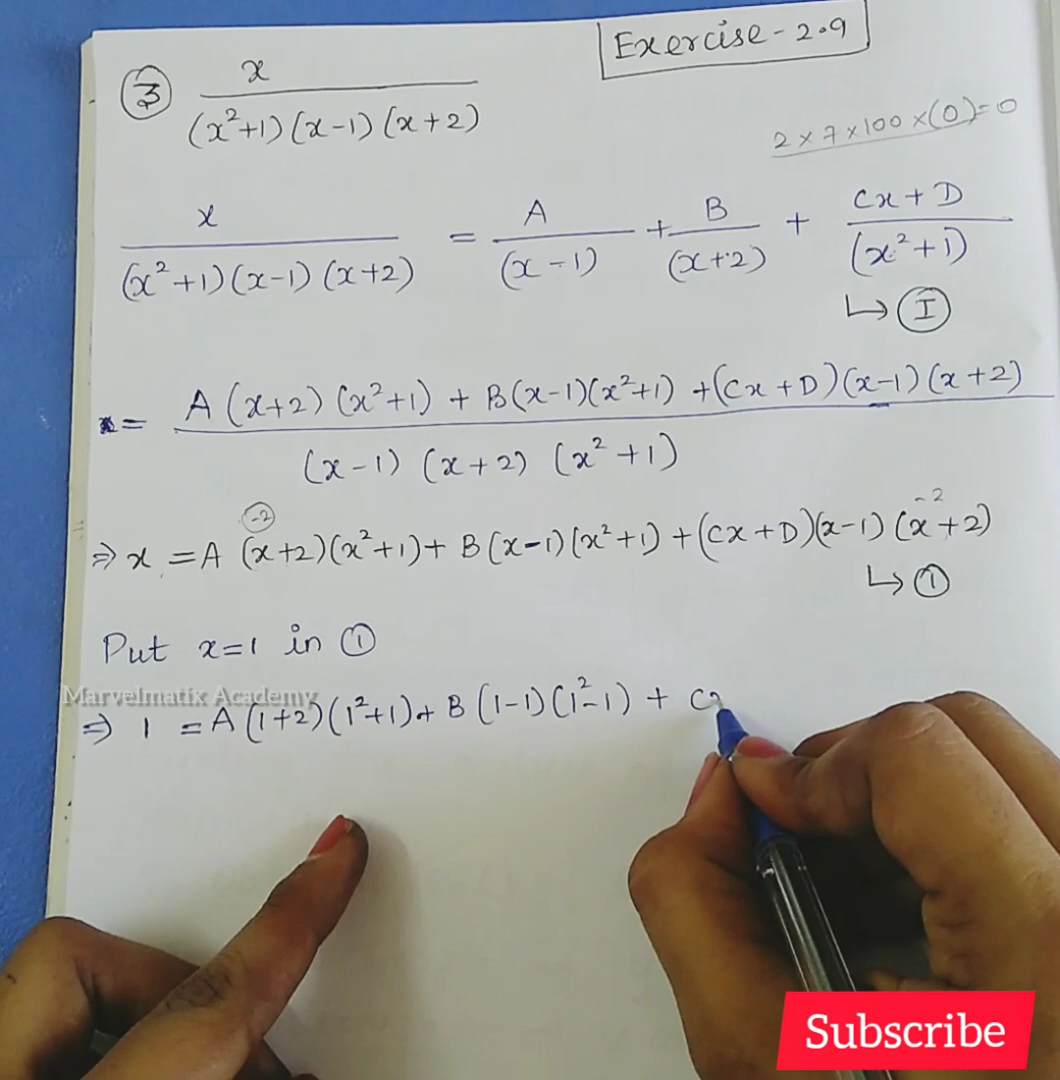 Exercise - 2.9
③ x / (x²+1)(x-1)(x+2)
2 × 7 × 100 × (0) = 0
x / (x²+1)(x-1)(x+2) = A / (x-1) + B / (x+2) + Cx+D / (x²+1)
↳ Ⓘ
= A(x+2)(x²+1) + B(x-1)(x²+1) + (Cx+D)(x-1)(x+2) / (x-1)(x+2)(x²+1)
-2 -2
⇒ x = A(x+2)(x²+1) + B(x-1)(x²+1) + (Cx+D)(x-1)(x+2)
↳ ①
Put x=1 in ①
Marvelmatix Academy
⇒ 1 = A(1+2)(1²+1) + B(1-1)(1²-1) + C
Subscribe